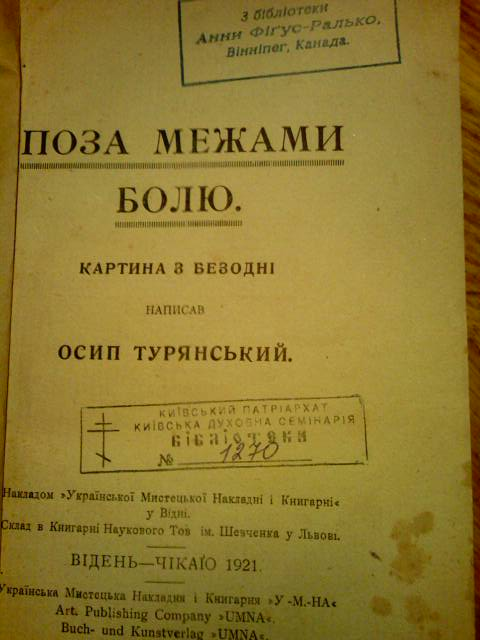 З бібліотеки
Анни Фіґус-Ралько,
Вінніпеґ, Канада.
ПОЗА МЕЖАМИ
БОЛЮ.
КАРТИНА З БЕЗОДНІ
НАПИСАВ
ОСИП ТУРЯНСЬКИЙ.
КИЇВСЬКИЙ ПАТРІАРХАТ
КИЇВСЬКА ДУХОВНА СЕМІНАРІЯ
БІБЛІОТЕКА
№ 1270
Накладом »Української Мистецької Накладні і Книгарні«
у Відні.
Склад в Книгарні Наукового Тов ім. Шевченка у Львові.
ВІДЕНЬ—ЧІКАЇО 1921.
Українська Мистецька Накладня і Книгарня »У -М.-НА«
Art. Publishing Company »UMNA«.
Buch- und Kunstverlag »UMNA«.